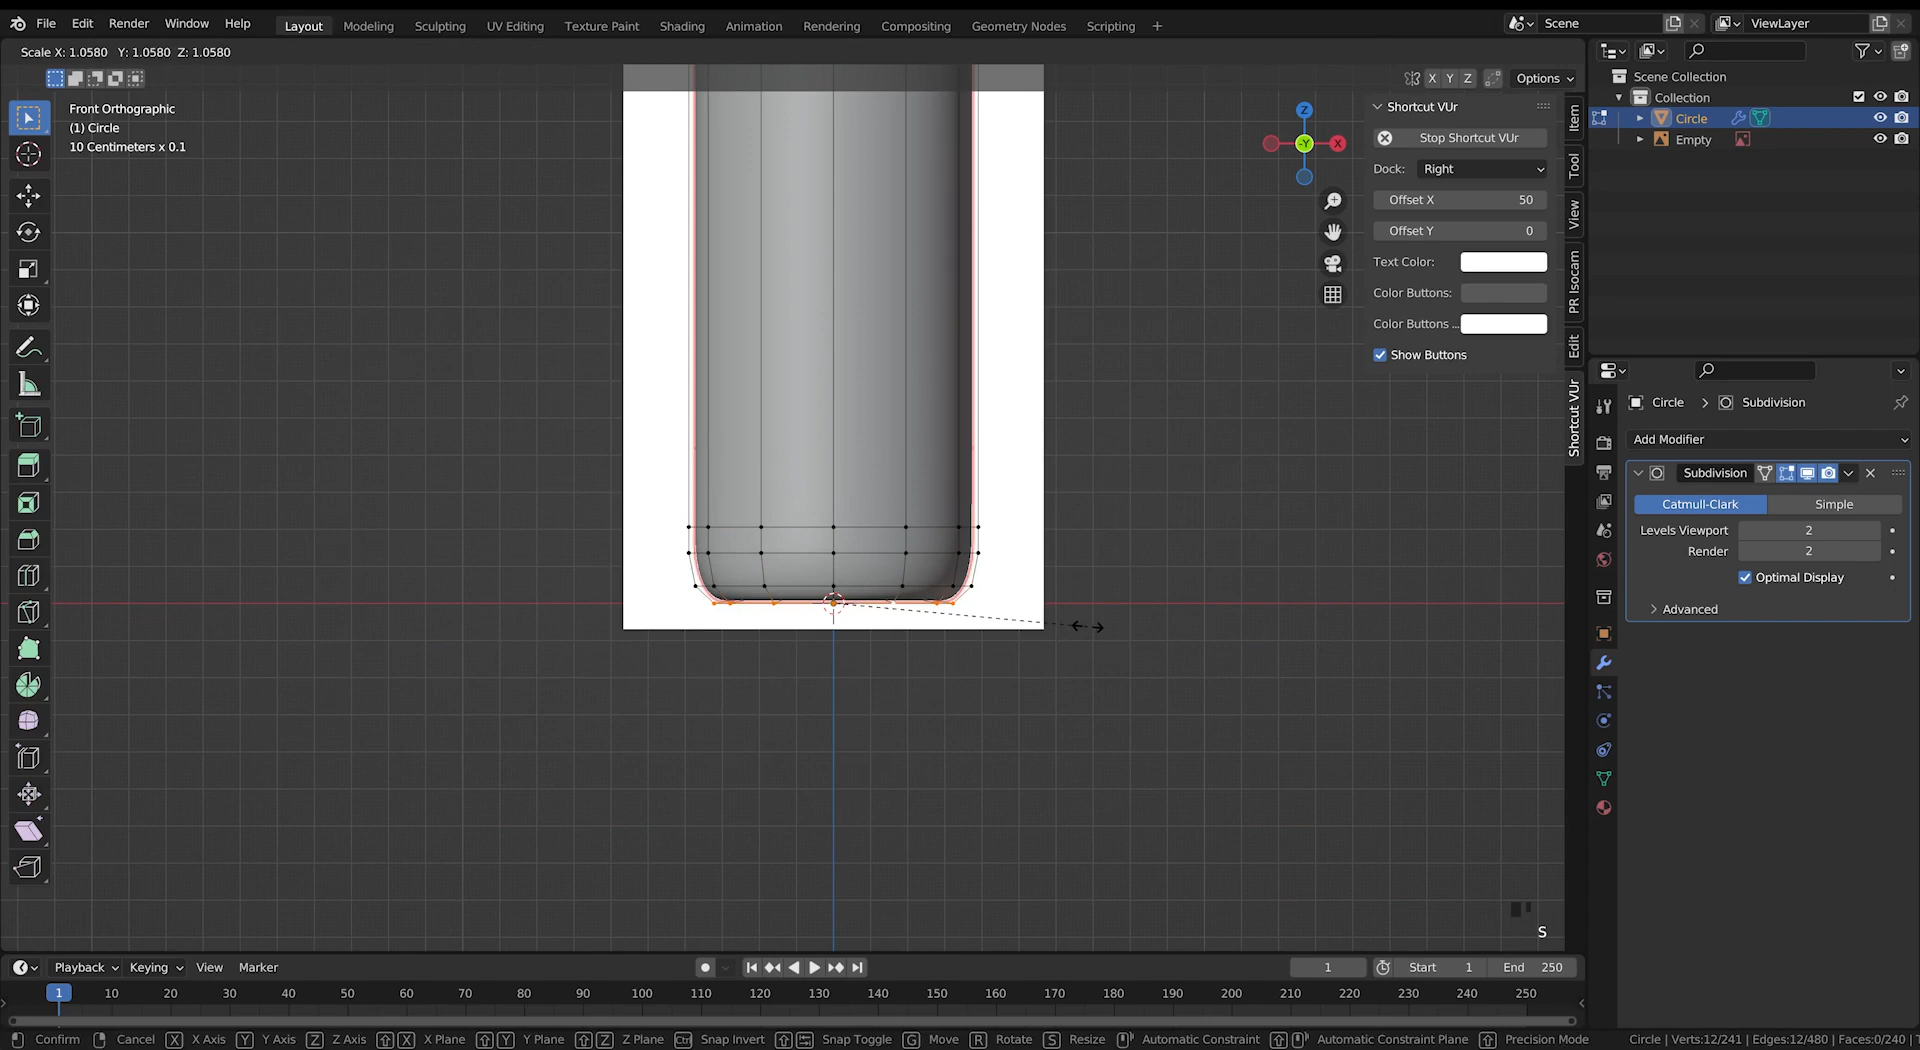 File Edit Render Window Help Layout Modeling Sculpting UV Editing Texture Paint Shading Animation Rendering Compositing Geometry Nodes Scripting + Scene ViewLayer
Scale X: 1.0580 Y: 1.0580 Z: 1.0580
X Y Z Options
Front Orthographic
(1) Circle
10 Centimeters x 0.1
Z
-Y
X
Shortcut VUr
Stop Shortcut VUr
Dock: Right
Offset X 50
Offset Y 0
Text Color:
Color Buttons:
Color Buttons ...
Show Buttons
Item
Tool
View
PR Isocam
Edit
Shortcut VUr
Scene Collection
Collection
Circle
Empty
Circle > Subdivision
Add Modifier
Subdivision
Catmull-Clark Simple
Levels Viewport 2
Render 2
Optimal Display
> Advanced
S
Playback Keying View Marker 1 Start 1 End 250
1 10 20 30 40 50 60 70 80 90 100 110 120 130 140 150 160 170 180 190 200 210 220 230 240 250
Confirm Cancel X X Axis Y Y Axis Z Z Axis X X Plane Y Y Plane Z Z Plane Ctrl Snap Invert Snap Toggle G Move R Rotate S Resize Automatic Constraint Automatic Constraint Plane Precision Mode Circle | Verts:12/241 | Edges:12/480 | Faces:0/240 |